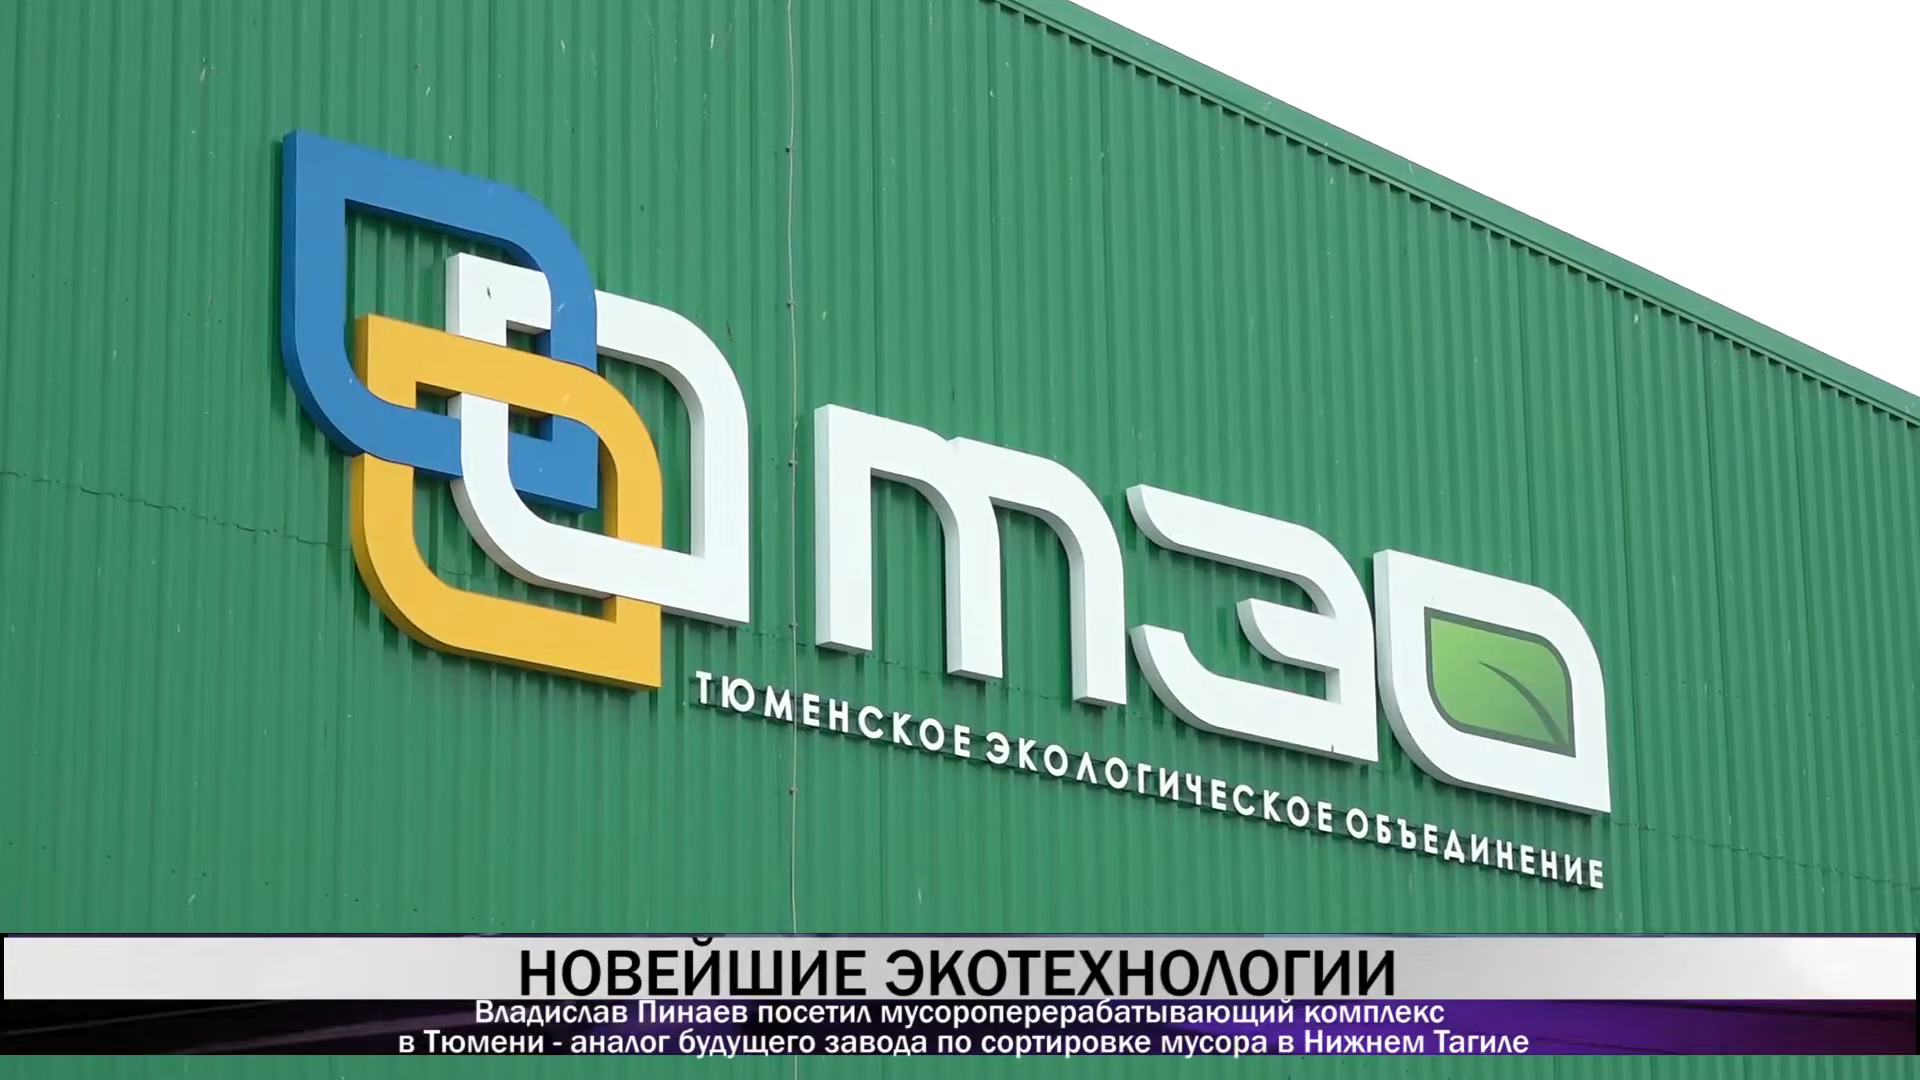 ТЭО
ТЮМЕНСКОЕ ЭКОЛОГИЧЕСКОЕ ОБЪЕДИНЕНИЕ
НОВЕЙШИЕ ЭКОТЕХНОЛОГИИ
Владислав Пинаев посетил мусороперерабатывающий комплекс
в Тюмени - аналог будущего завода по сортировке мусора в Нижнем Тагиле